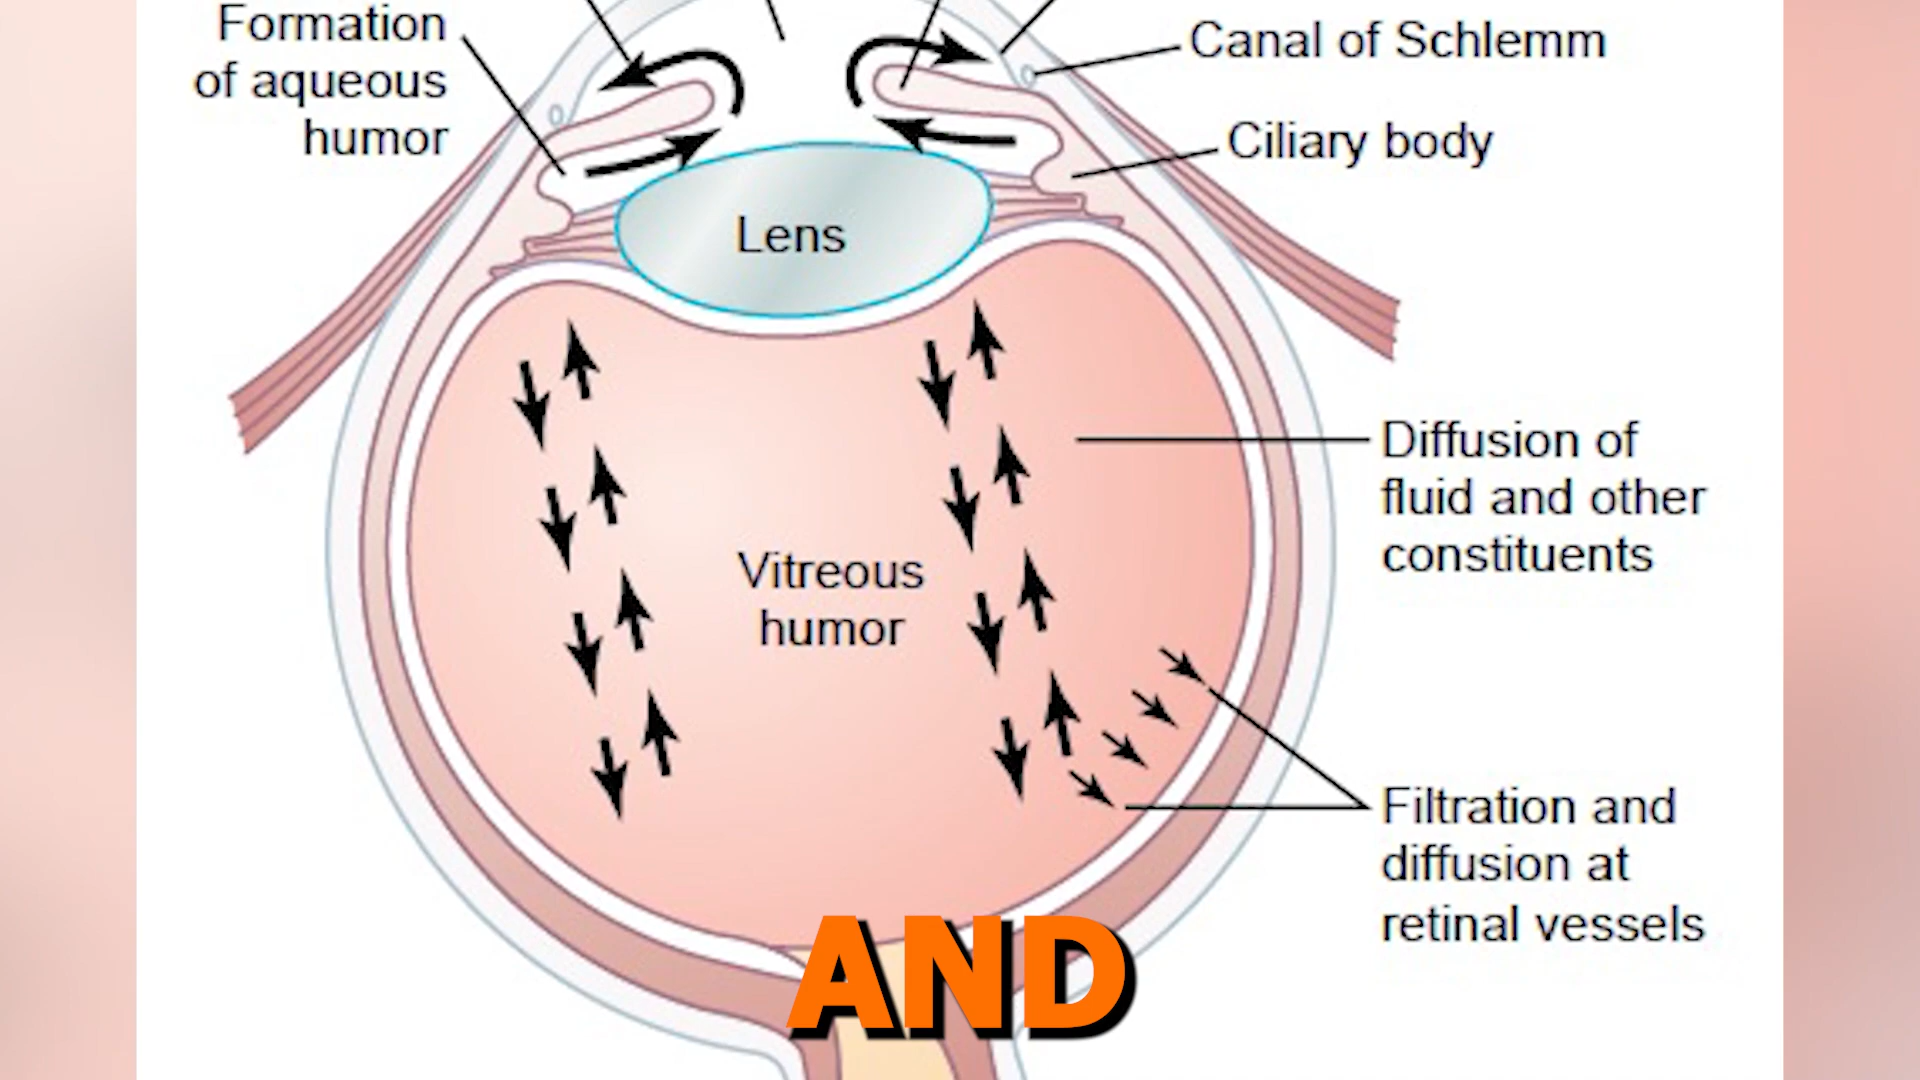 Formation
of aqueous
humor
Canal of Schlemm
Ciliary body
Lens
Diffusion of
fluid and other
constituents
Vitreous
humor
Filtration and
diffusion at
retinal vessels
AND